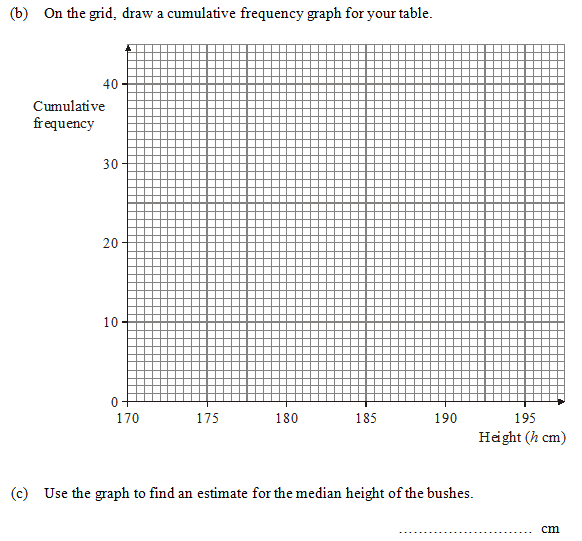 (b) On the grid, draw a cumulative frequency graph for your table.
40
Cumulative
frequency
30
20
10
0
170 175 180 185 190 195
Height (h cm)
(c) Use the graph to find an estimate for the median height of the bushes.
.............................. cm